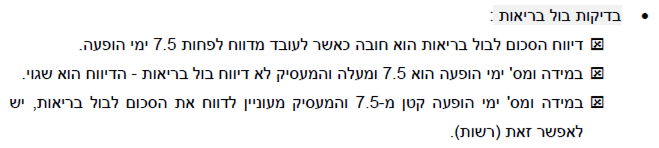 • בדיקות בול בריאות :
☒ דיווח הסכום לבול בריאות הוא חובה כאשר לעובד מדווח לפחות 7.5 ימי הופעה.
☒ במידה ומס' ימי הופעה הוא 7.5 ומעלה והמעסיק לא דיווח בול בריאות - הדיווח הוא שגוי.
☒ במידה ומס' ימי הופעה קטן מ-7.5 והמעסיק מעוניין לדווח את הסכום לבול בריאות, יש
לאפשר זאת (רשות).